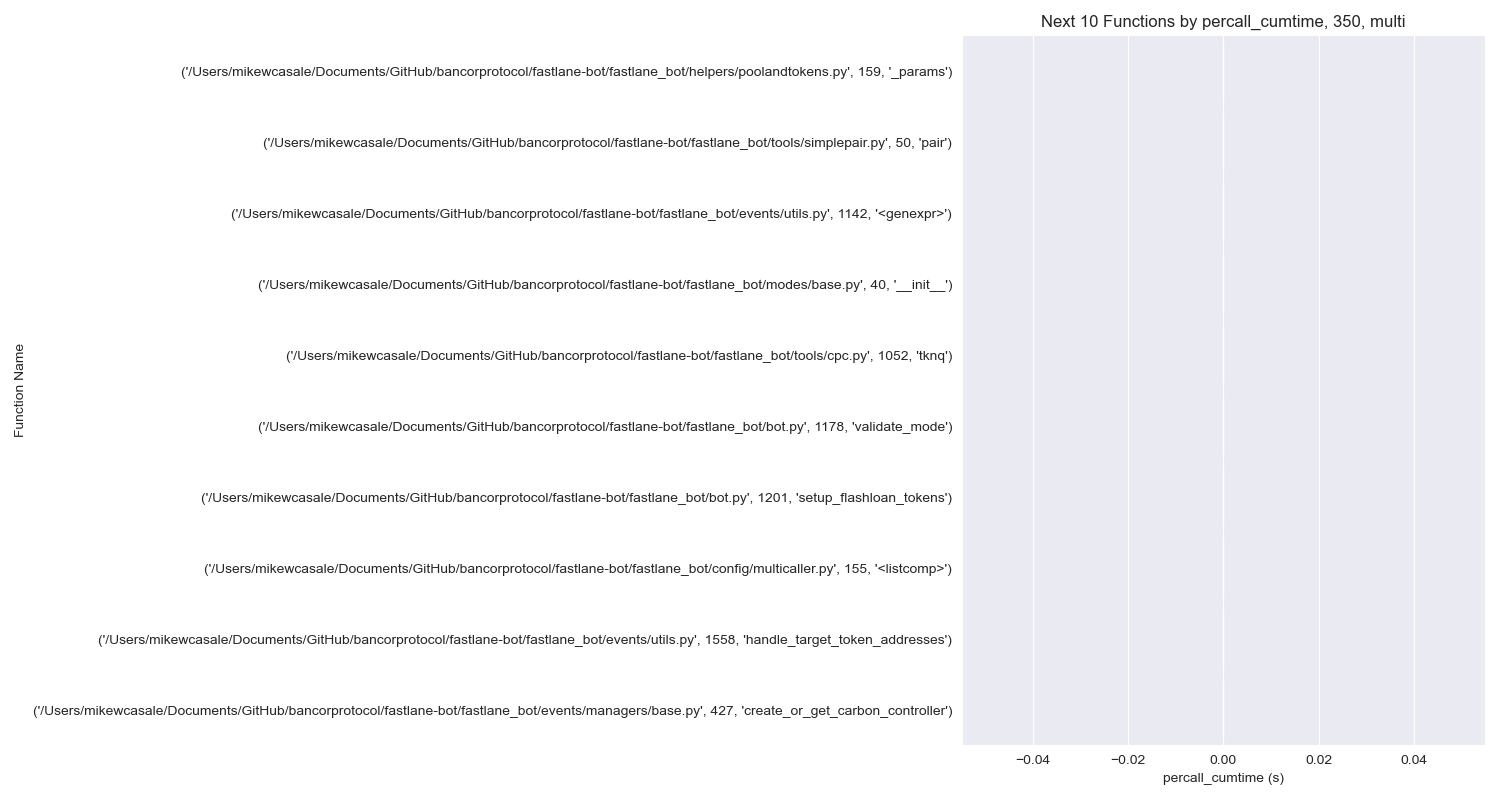 Next 10 Functions by percall_cumtime, 350, multi
('/Users/mikewcasale/Documents/GitHub/bancorprotocol/fastlane-bot/fastlane_bot/helpers/poolandtokens.py', 159, '_params')
('/Users/mikewcasale/Documents/GitHub/bancorprotocol/fastlane-bot/fastlane_bot/tools/simplepair.py', 50, 'pair')
('/Users/mikewcasale/Documents/GitHub/bancorprotocol/fastlane-bot/fastlane_bot/events/utils.py', 1142, '<genexpr>')
('/Users/mikewcasale/Documents/GitHub/bancorprotocol/fastlane-bot/fastlane_bot/modes/base.py', 40, '__init__')
('/Users/mikewcasale/Documents/GitHub/bancorprotocol/fastlane-bot/fastlane_bot/tools/cpc.py', 1052, 'tknq')
('/Users/mikewcasale/Documents/GitHub/bancorprotocol/fastlane-bot/fastlane_bot/bot.py', 1178, 'validate_mode')
('/Users/mikewcasale/Documents/GitHub/bancorprotocol/fastlane-bot/fastlane_bot/bot.py', 1201, 'setup_flashloan_tokens')
('/Users/mikewcasale/Documents/GitHub/bancorprotocol/fastlane-bot/fastlane_bot/config/multicaller.py', 155, '<listcomp>')
('/Users/mikewcasale/Documents/GitHub/bancorprotocol/fastlane-bot/fastlane_bot/events/utils.py', 1558, 'handle_target_token_addresses')
('/Users/mikewcasale/Documents/GitHub/bancorprotocol/fastlane-bot/fastlane_bot/events/managers/base.py', 427, 'create_or_get_carbon_controller')
Function Name
−0.04 −0.02 0.00 0.02 0.04
percall_cumtime (s)